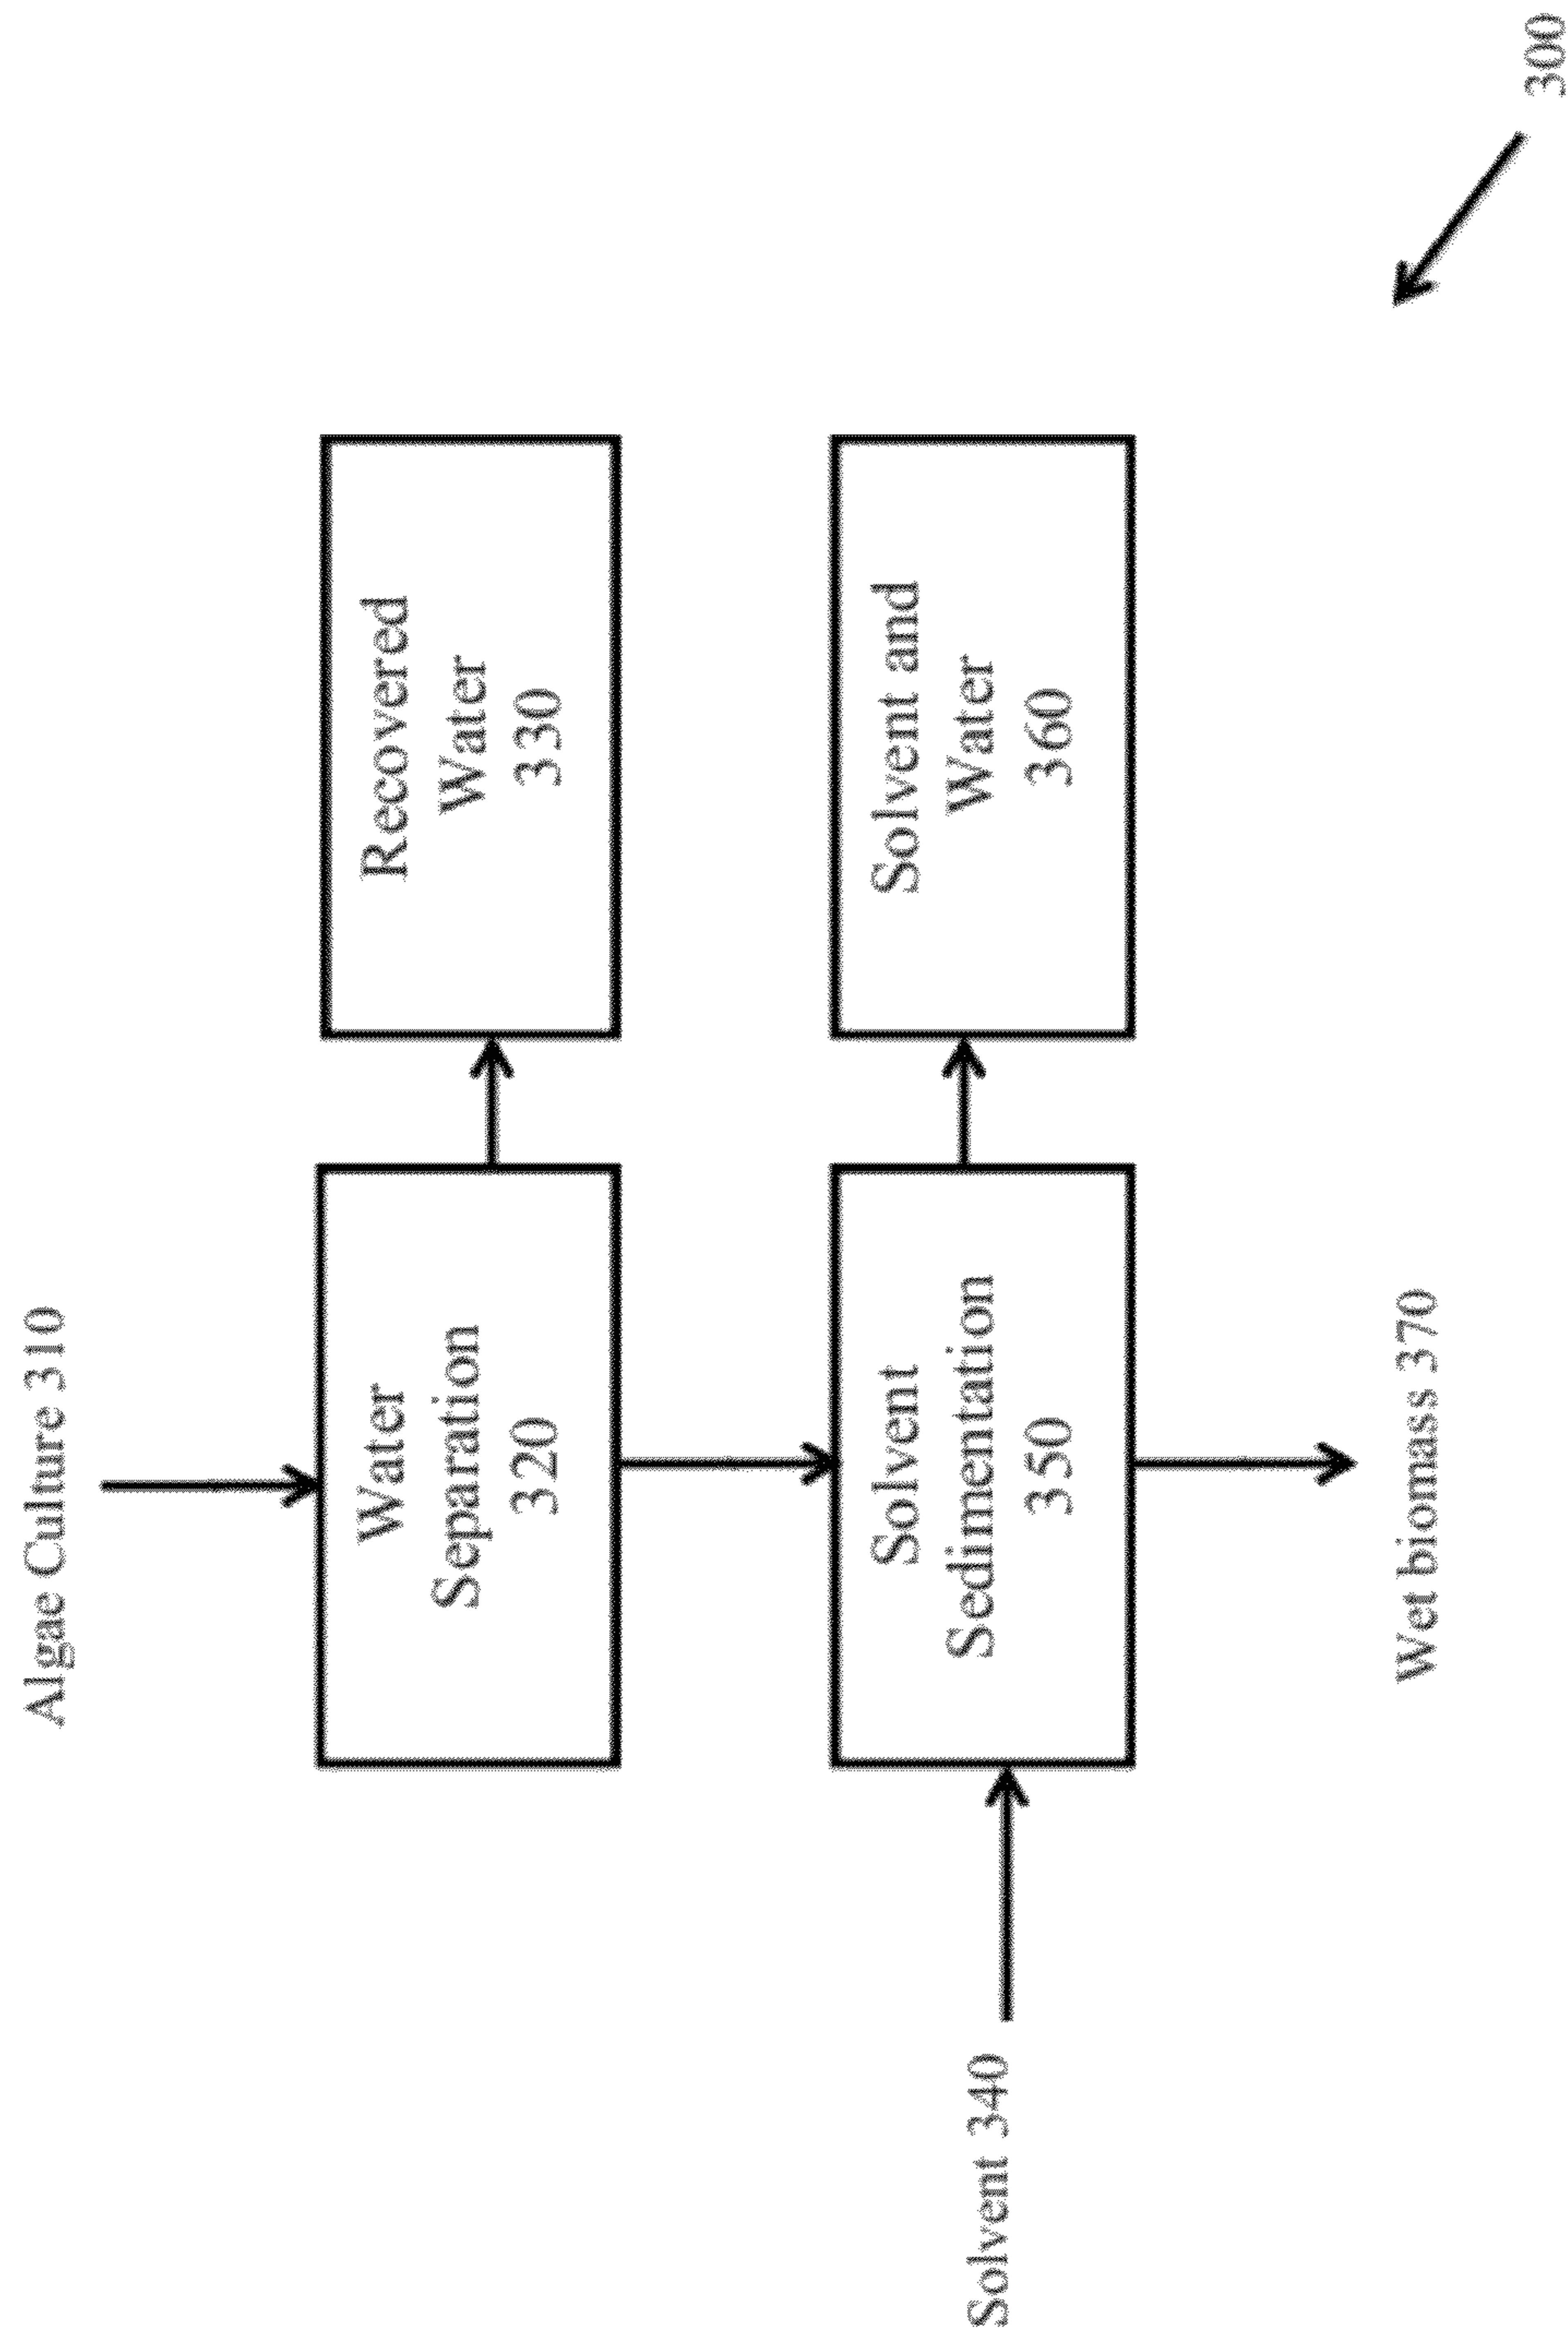 Algae Culture 310
Water
Separation
320
Recovered
Water
330
Solvent 340
Solvent
Sedimentation
350
Solvent and
Water
360
Wet biomass 370
300